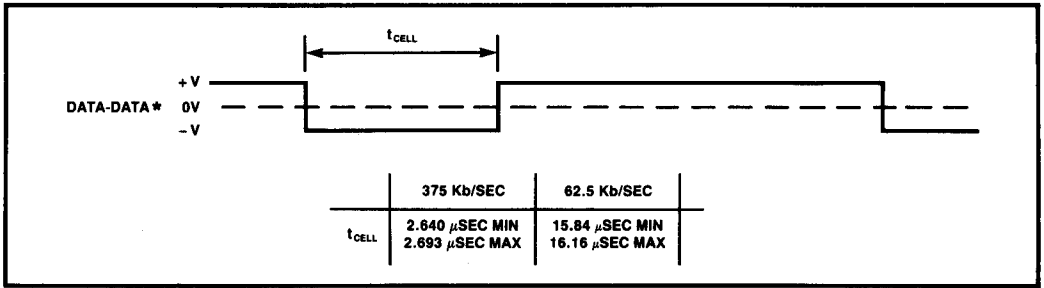 tCELL
+ V
DATA-DATA* 0V
− V
375 Kb/SEC 62.5 Kb/SEC
tCELL 2.640 μSEC MIN 15.84 μSEC MIN
2.693 μSEC MAX 16.16 μSEC MAX